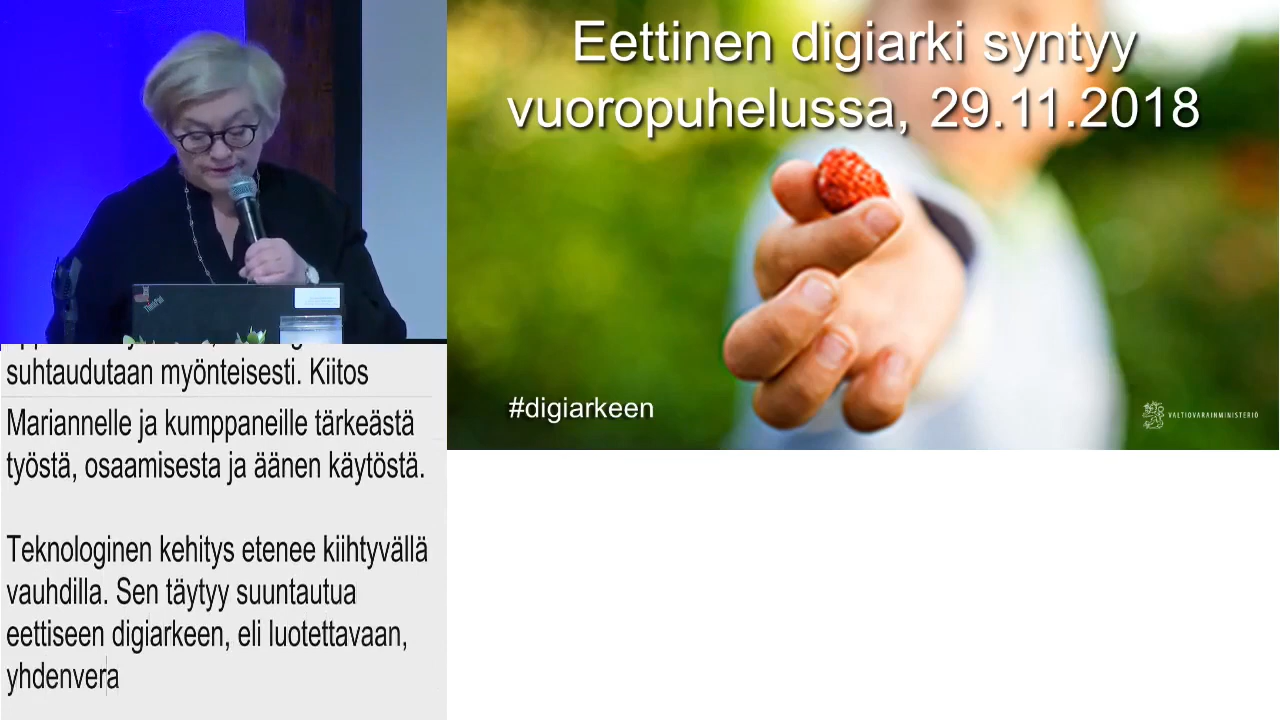 Eettinen digiarki syntyy
vuoropuhelussa, 29.11.2018
#digiarkeen
VALTIOVARAINMINISTERIÖ
suhtaudutaan myönteisesti. Kiitos
Mariannelle ja kumppaneille tärkeästä
työstä, osaamisesta ja äänen käytöstä.
Teknologinen kehitys etenee kiihtyvällä
vauhdilla. Sen täytyy suuntautua
eettiseen digiarkeen, eli luotettavaan,
yhdenvera